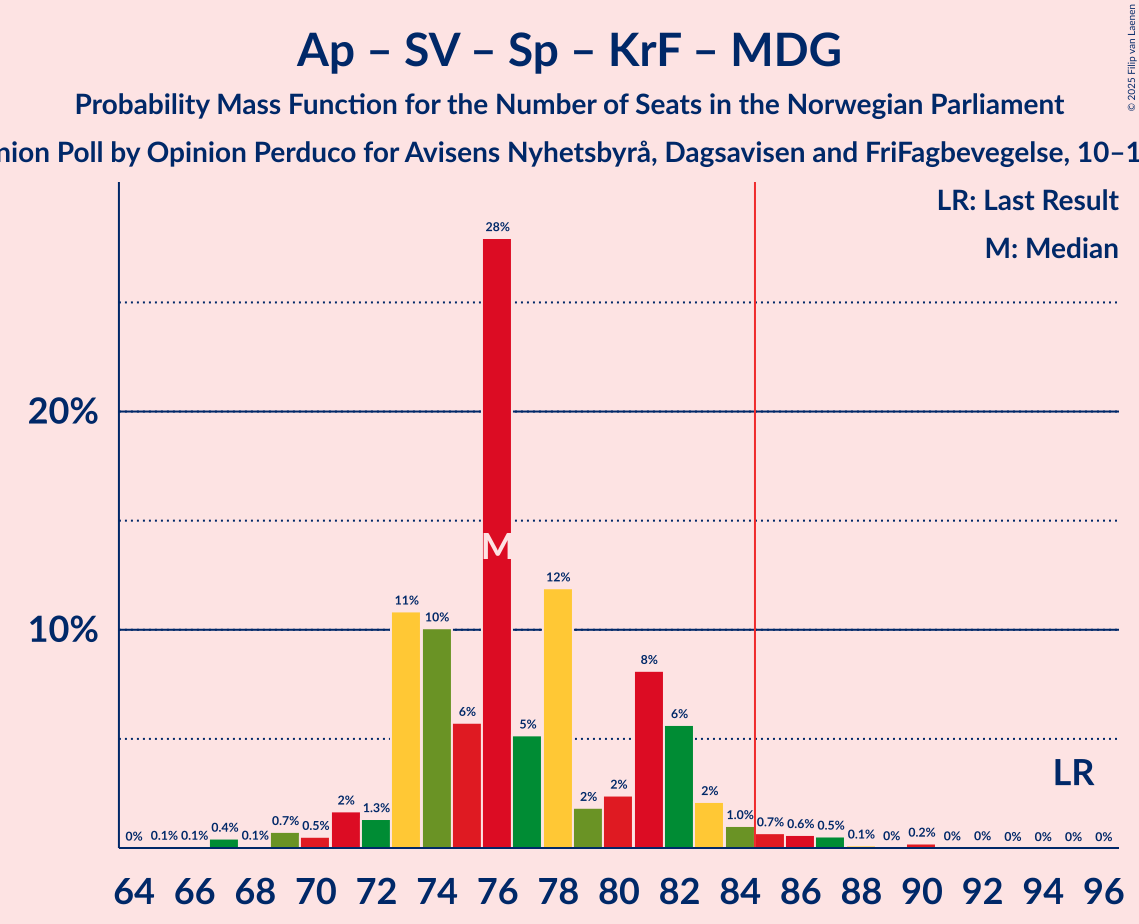 Ap – SV – Sp – KrF – MDG
Probability Mass Function for the Number of Seats in the Norwegian Parliament
nion Poll by Opinion Perduco for Avisens Nyhetsbyrå, Dagsavisen and FriFagbevegelse, 10–1
© 2025 Filip van Laenen
LR: Last Result
M: Median
20%
10%
0% 0.1% 0.1% 0.4% 0.1% 0.7% 0.5% 2% 1.3% 11% 10% 6% 28% 5% 12% 2% 2% 8% 6% 2% 1.0% 0.7% 0.6% 0.5% 0.1% 0% 0.2% 0% 0% 0% 0% 0% 0%
M
LR
64 66 68 70 72 74 76 78 80 82 84 86 88 90 92 94 96